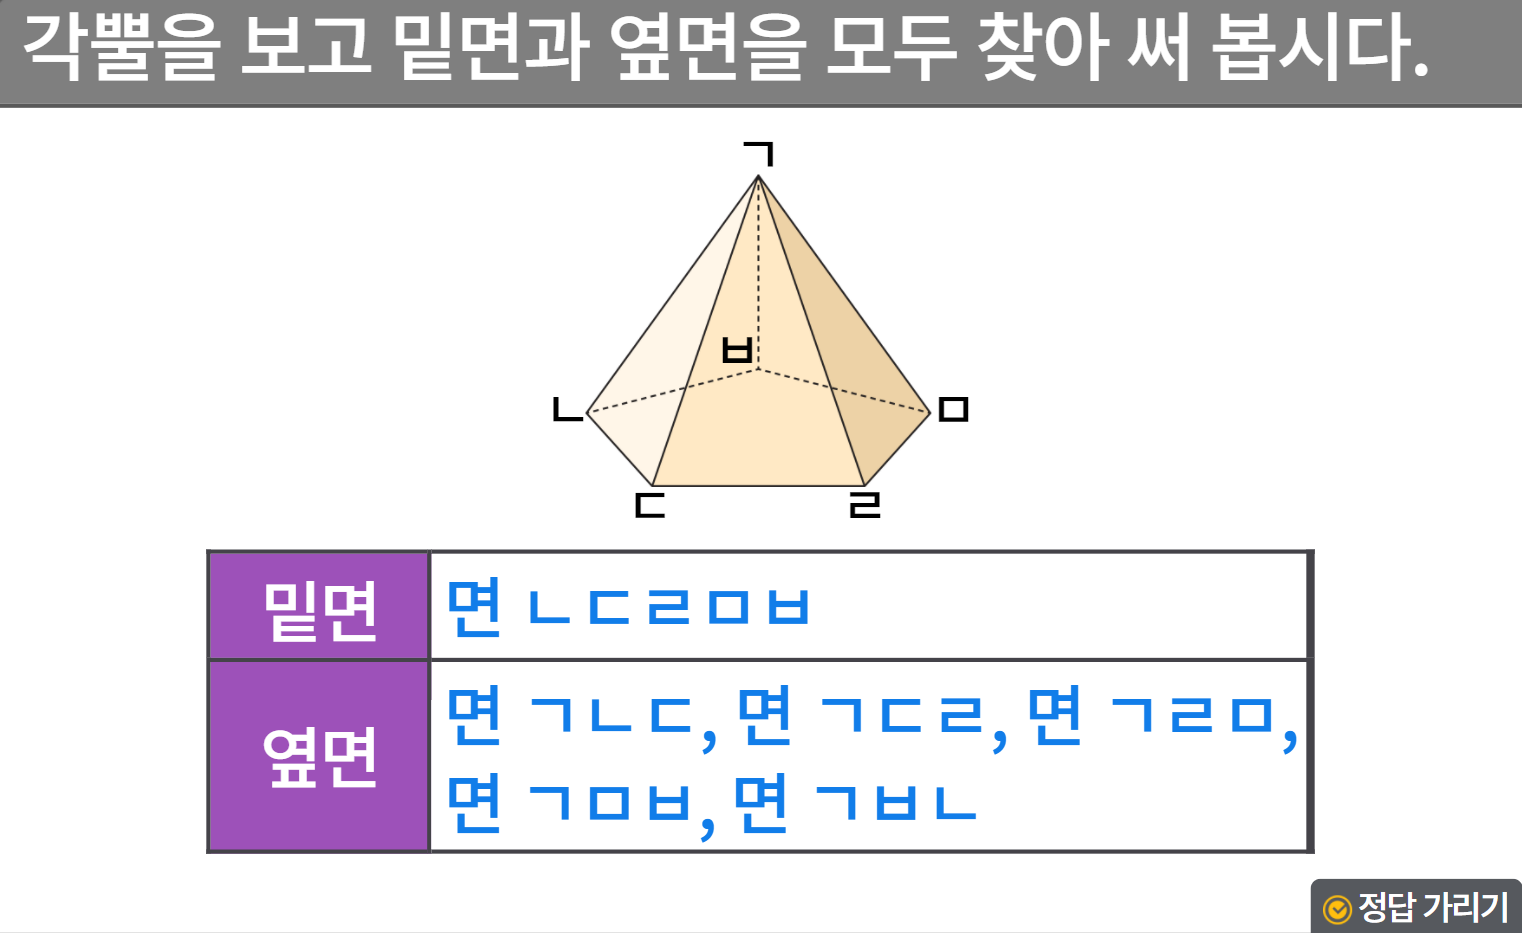 각뿔을 보고 밑면과 옆면을 모두 찾아 써 봅시다.
ㄱ
ㅂ
ㄴ
ㅁ
ㄷ
ㄹ
밑면
면 ㄴㄷㄹㅁㅂ
옆면
면 ㄱㄴㄷ, 면 ㄱㄷㄹ, 면 ㄱㄹㅁ,
면 ㄱㅁㅂ, 면 ㄱㅂㄴ
정답 가리기